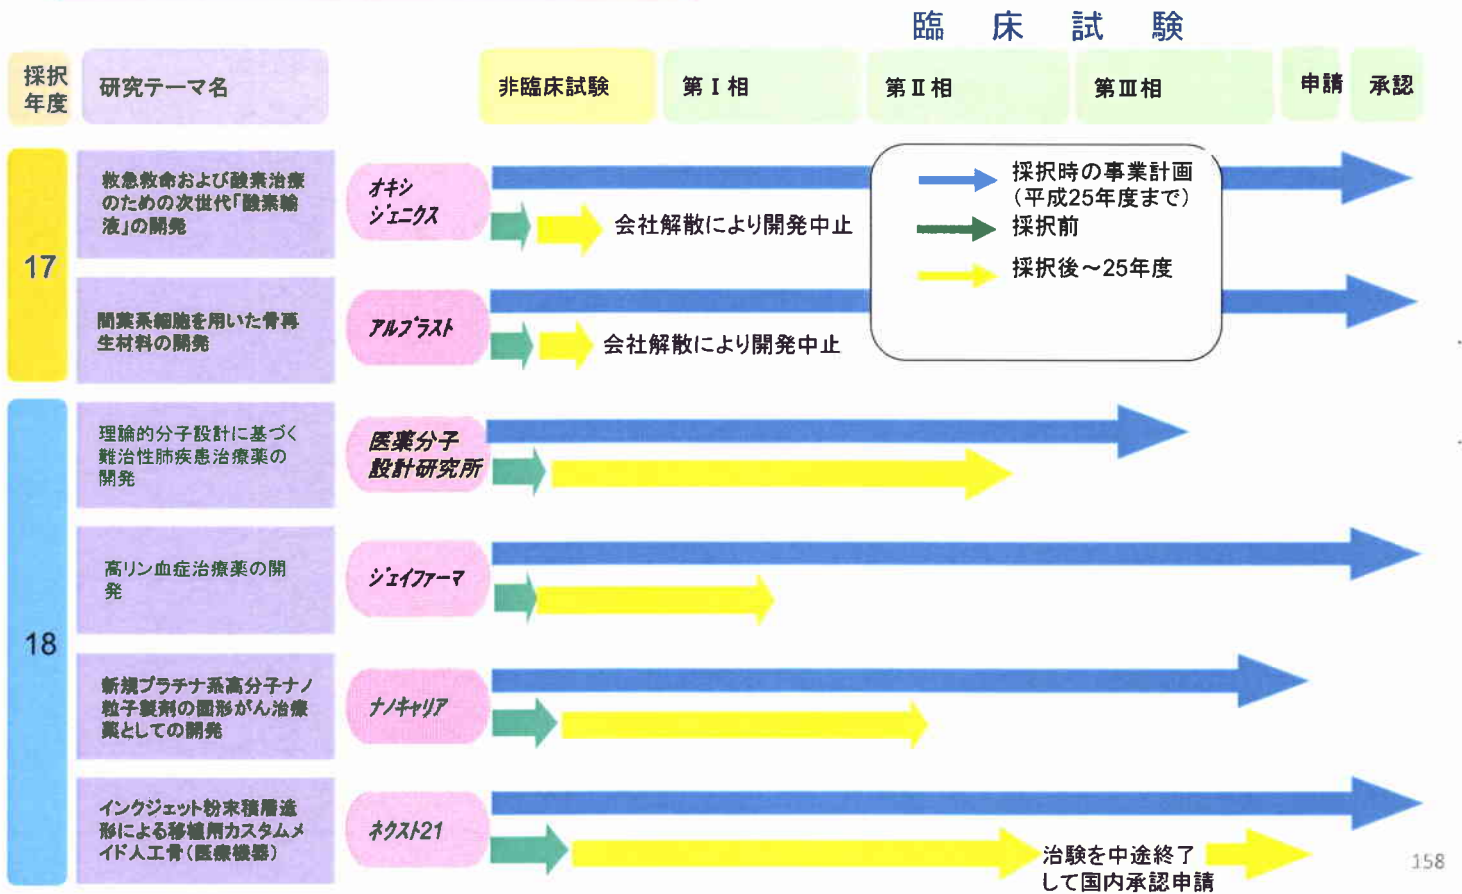 臨床試験
採択
年度
研究テーマ名
非臨床試験
第Ⅰ相
第Ⅱ相
第Ⅲ相
申請
承認
17
救急救命および酸素治療
のための次世代「酸素輸
液」の開発
オキシ
ジェニクス
会社解散により開発中止
採択時の事業計画
(平成25年度まで)
採択前
採択後～25年度
間葉系細胞を用いた骨再
生材料の開発
アルブラスト
会社解散により開発中止
18
理論的分子設計に基づく
難治性肺疾患治療薬の
開発
医薬分子
設計研究所
高リン血症治療薬の開
発
ジェイファーマ
新規プラチナ系高分子ナノ
粒子製剤の固形がん治療
薬としての開発
ナノキャリア
インクジェット粉末積層造
形による移植用カスタムメ
イド人工骨(医療機器)
ネクスト21
治験を中途終了
して国内承認申請
158